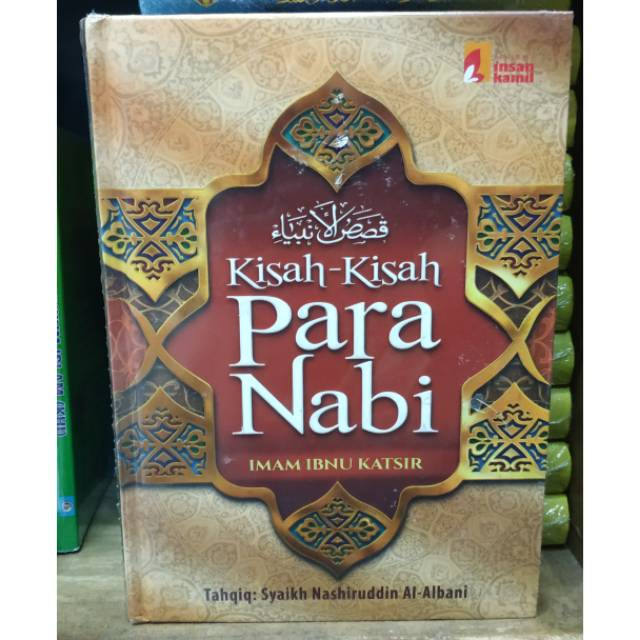 insan
kamil
قصص الأنبياء
Kisah-Kisah
Para
Nabi
IMAM IBNU KATSIR
Tahqiq: Syaikh Nashiruddin Al-Albani